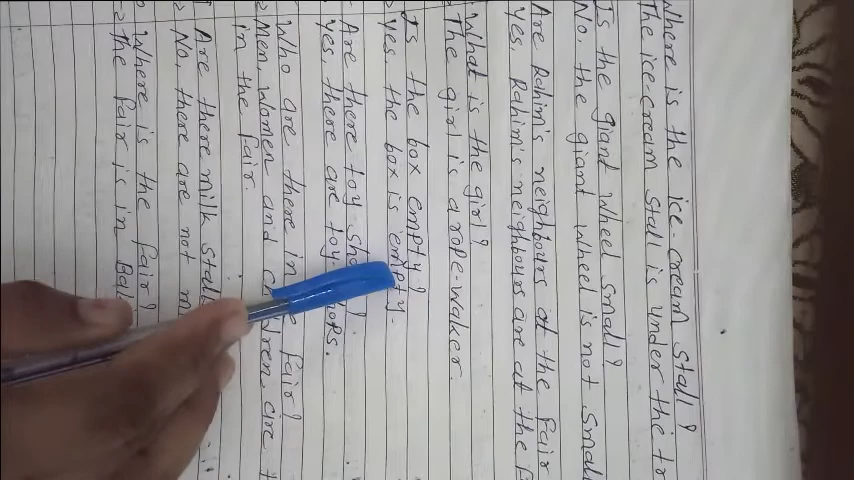 Where is the ice-cream stall?
The ice-cream stall is under the
Is the giant wheel small?
No, the giant wheel is not small
Are Rahim's neighbours at the fair
Yes, Rahim's neighbours are at the
What is the girl?
The girl is a rope-walker.
Is the box empty?
Yes, the box is empty.
Are there toy
Yes, there are toy
Who are there in fair?
Men, women and are
in the fair.
Are there milk stall
No, there are not
Where is the fair?
The fair is in